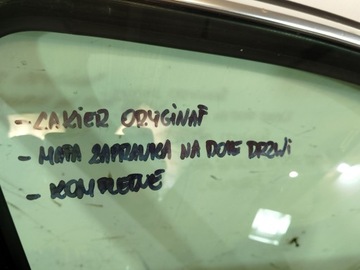 - LAKIER ORYGINAŁ
- MAŁA ZAPRAWKA NA DOLE DRZWI
- KOMPLETNE